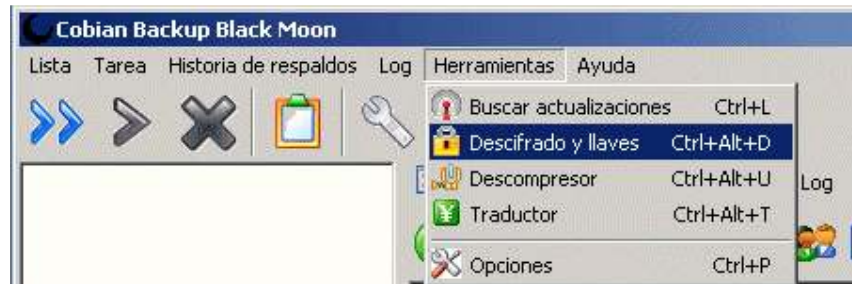 Cobian Backup Black Moon
Lista Tarea Historia de respaldos Log Herramientas Ayuda
Buscar actualizaciones Ctrl+L
Descifrado y llaves Ctrl+Alt+D
Descompresor Ctrl+Alt+U
Log
Traductor Ctrl+Alt+T
Opciones Ctrl+P